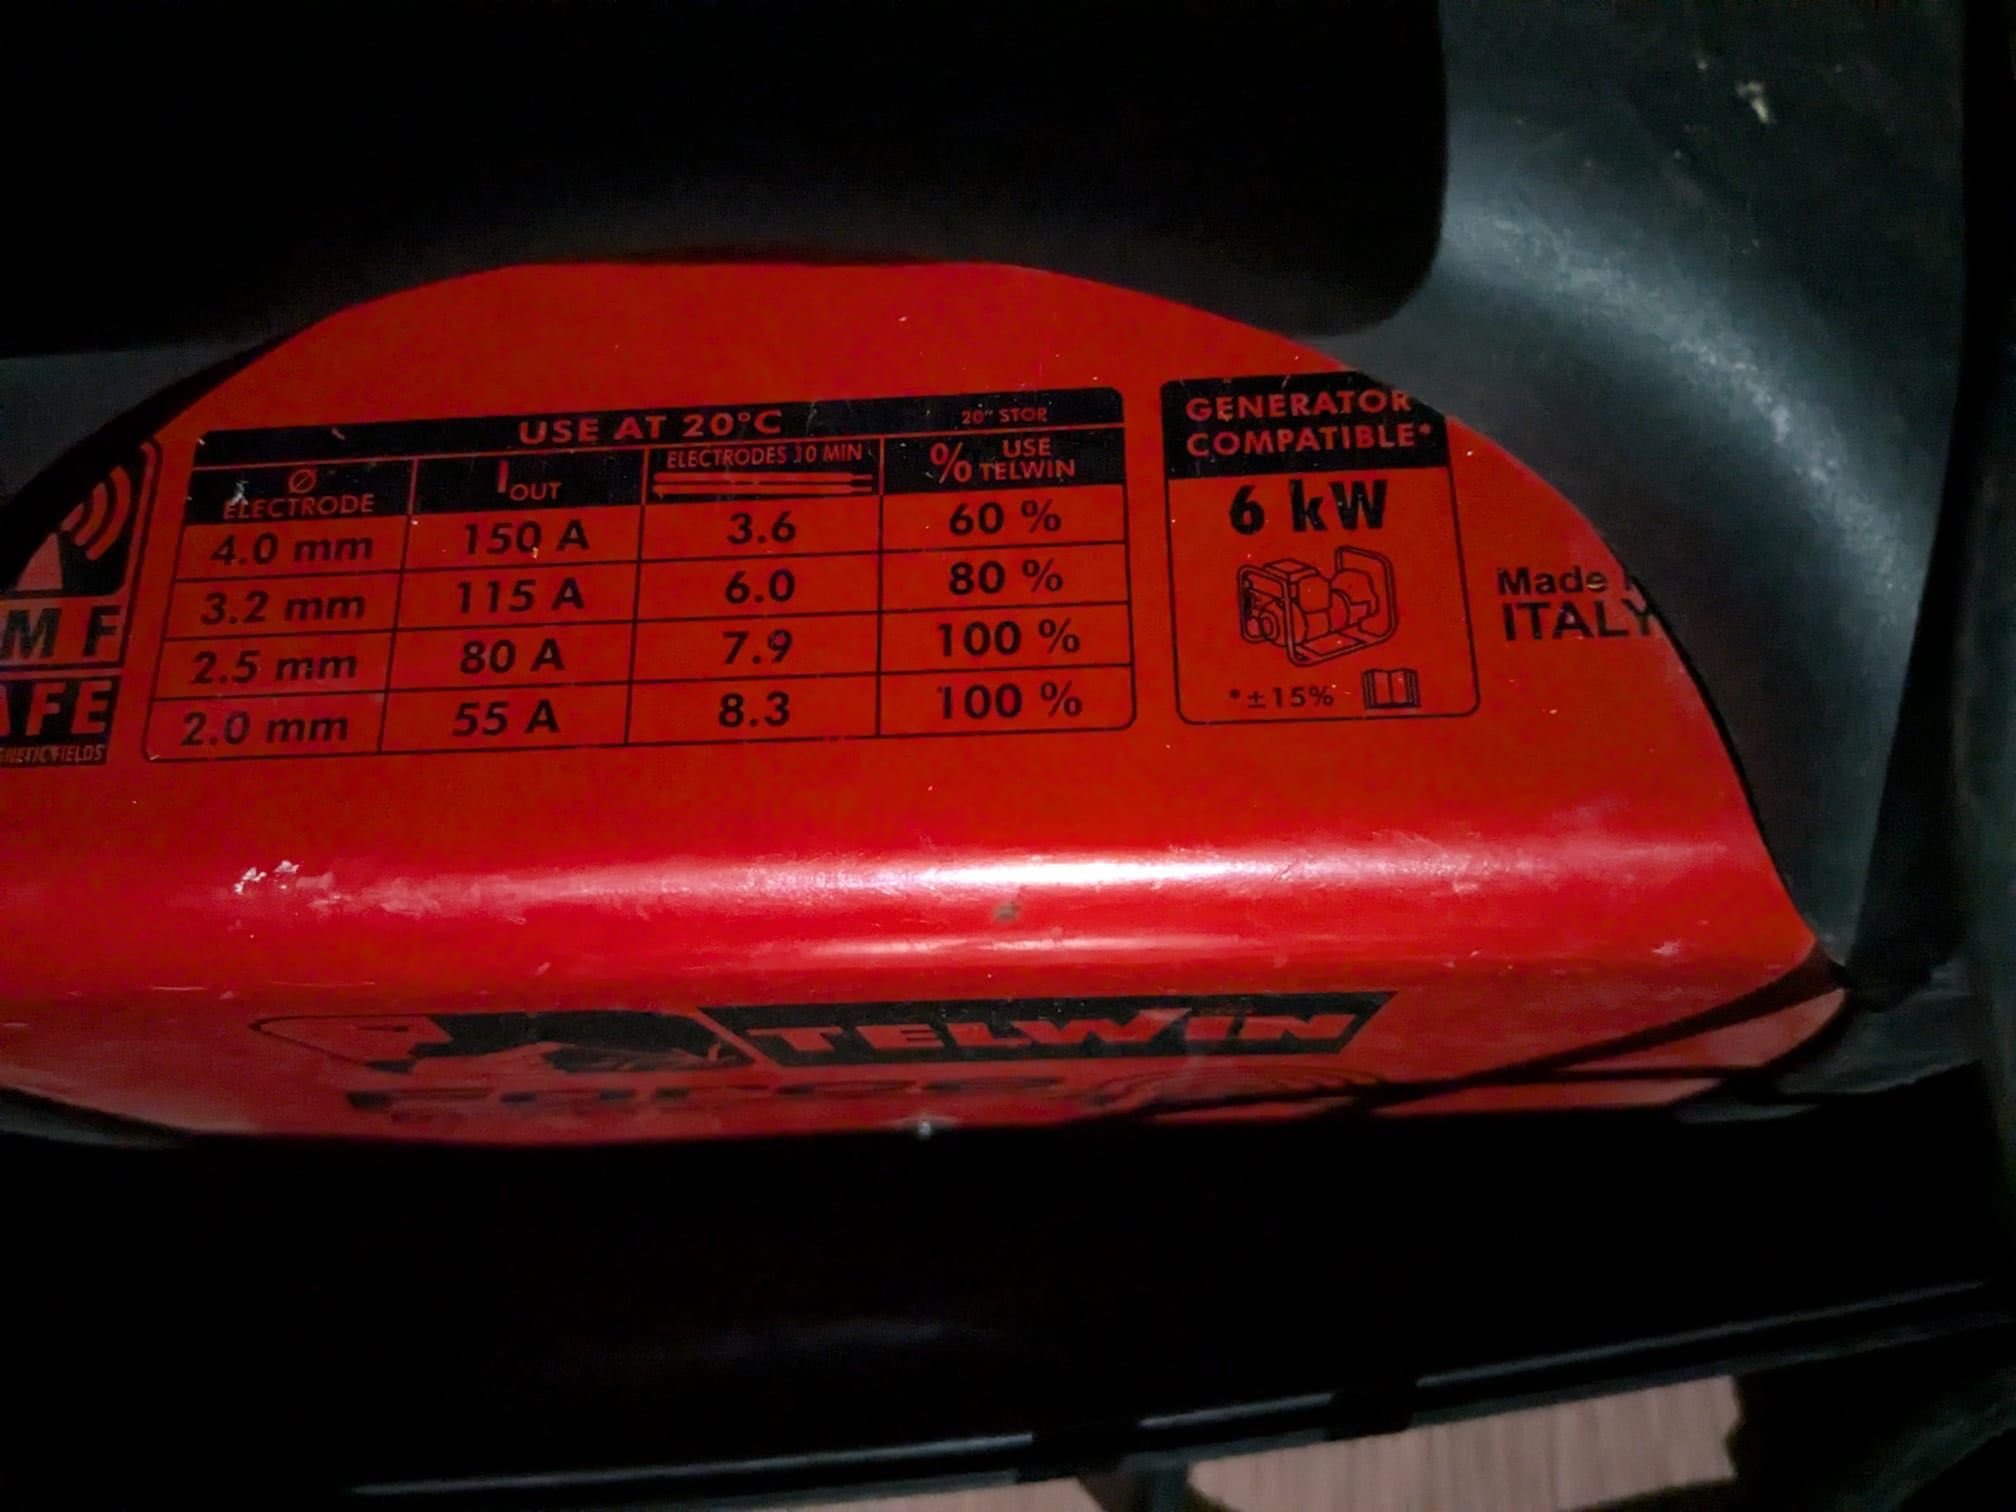 USE AT 20°C
20" STOP
Ø ELECTRODE
I OUT
ELECTRODES 10 MIN
% USE TELWIN
4.0 mm 150 A 3.6 60 %
3.2 mm 115 A 6.0 80 %
2.5 mm 80 A 7.9 100 %
2.0 mm 55 A 8.3 100 %
GENERATOR
COMPATIBLE*
6 kW
*±15%
Made
ITALY
M F
AFE
FIELDS
TELWIN